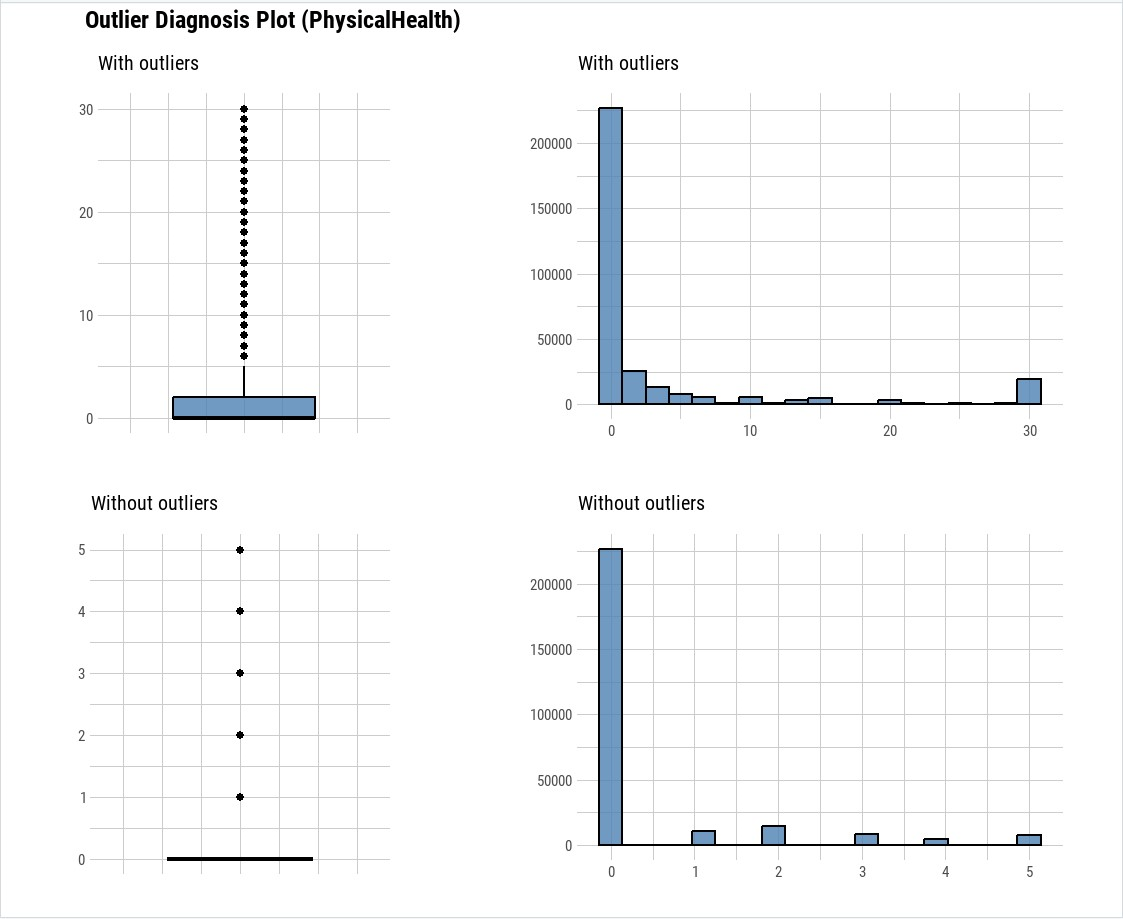 Outlier Diagnosis Plot (PhysicalHealth)
With outliers
30
20
10
0
With outliers
200000
150000
100000
50000
0
0 10 20 30
Without outliers
5
4
3
2
1
0
Without outliers
200000
150000
100000
50000
0
0 1 2 3 4 5